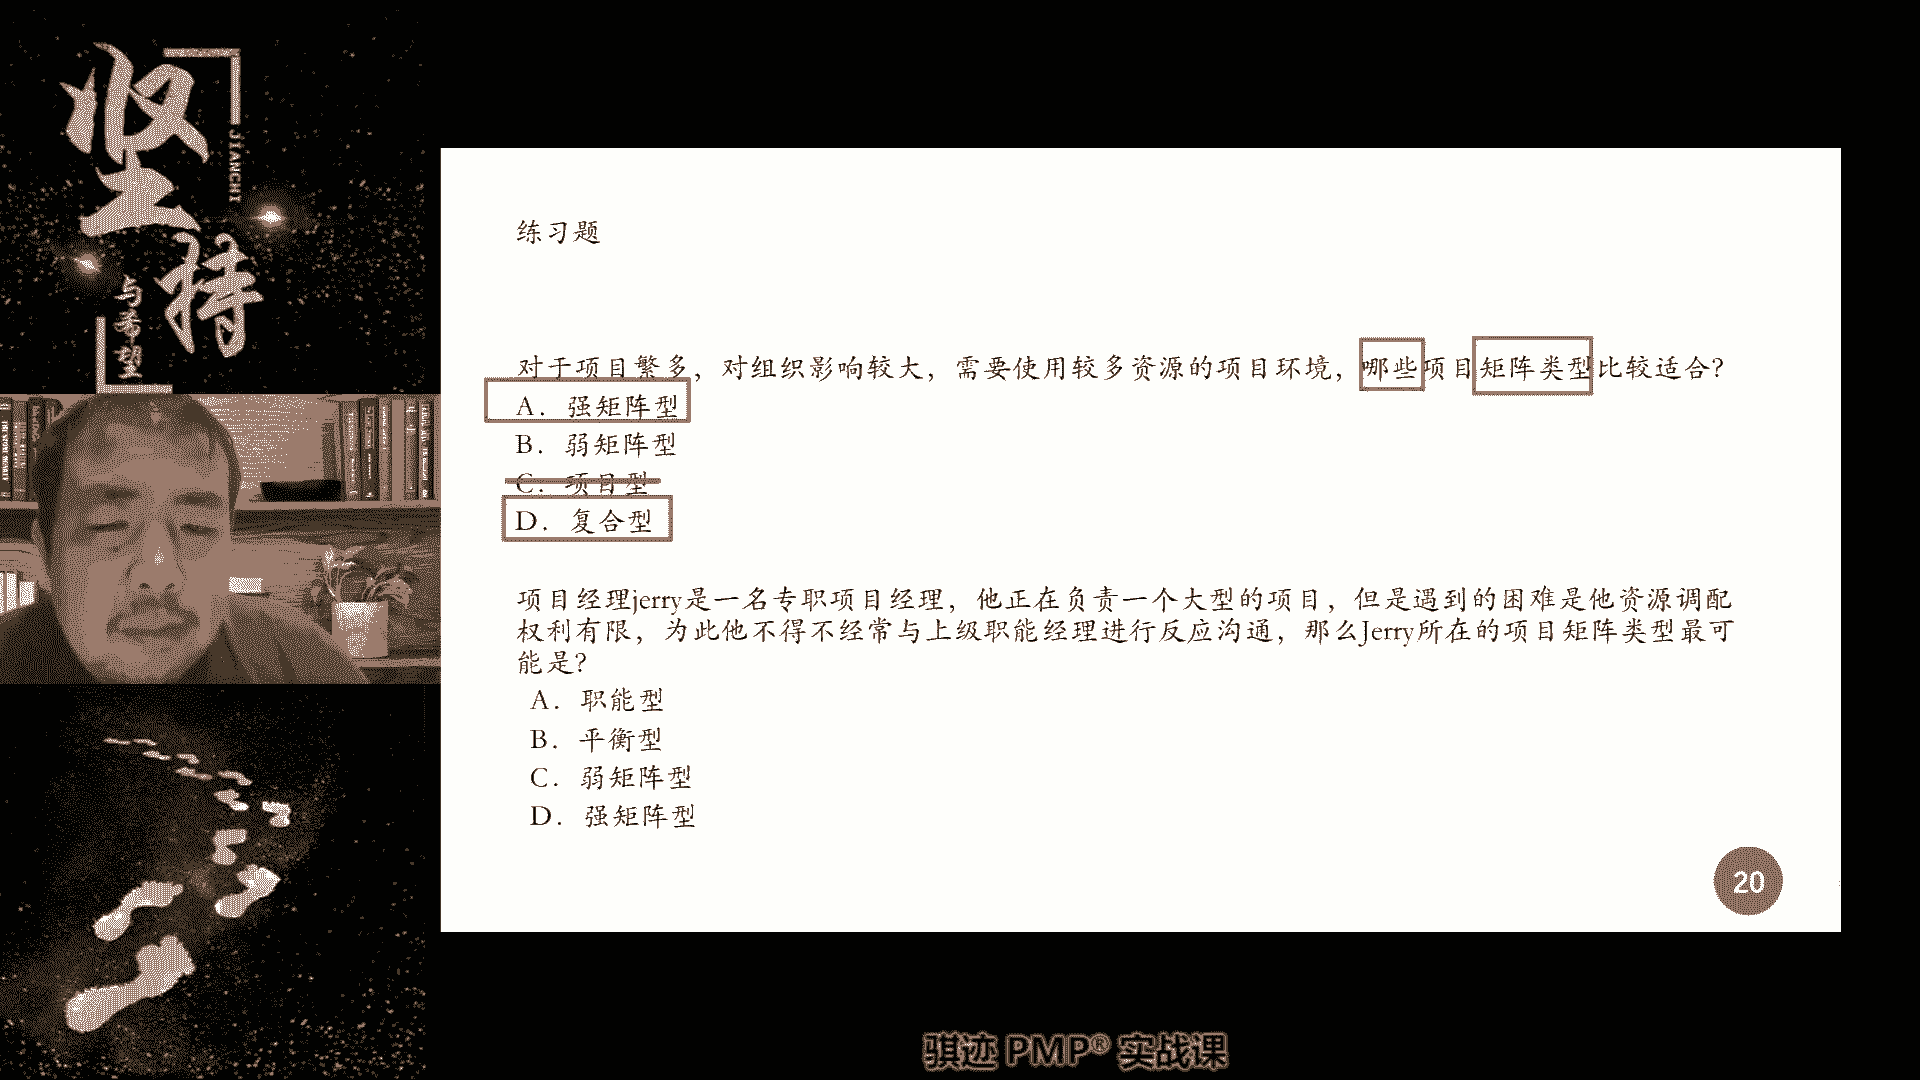 坚持
JIANCHI
与希望
练习题
对于项目繁多，对组织影响较大，需要使用较多资源的项目环境，哪些项目矩阵类型比较适合？
A．强矩阵型
B．弱矩阵型
C．项目型
D．复合型
项目经理jerry是一名专职项目经理，他正在负责一个大型的项目，但是遇到的困难是他资源调配
权利有限，为此他不得不经常与上级职能经理进行反应沟通，那么Jerry所在的项目矩阵类型最可
能是？
A．职能型
B．平衡型
C．弱矩阵型
D．强矩阵型
20
骐迹 PMP® 实战课